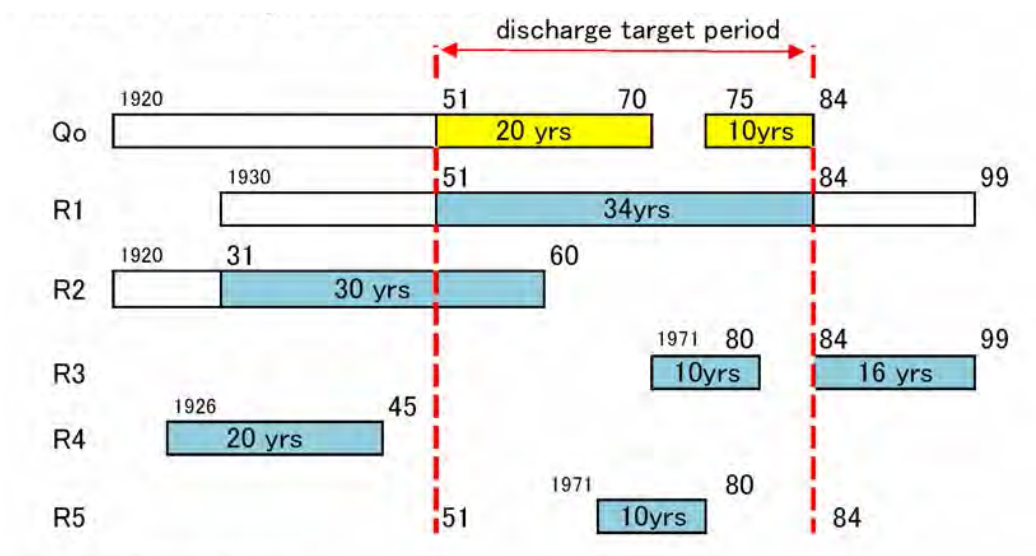 discharge target period
1920 51 70 75 84
Qo 20 yrs 10yrs
1930 51 84 99
R1 34yrs
1920 31 60
R2 30 yrs
1971 80 84 99
R3 10yrs 16 yrs
1926 45
R4 20 yrs
1971 80
R5 51 10yrs 84